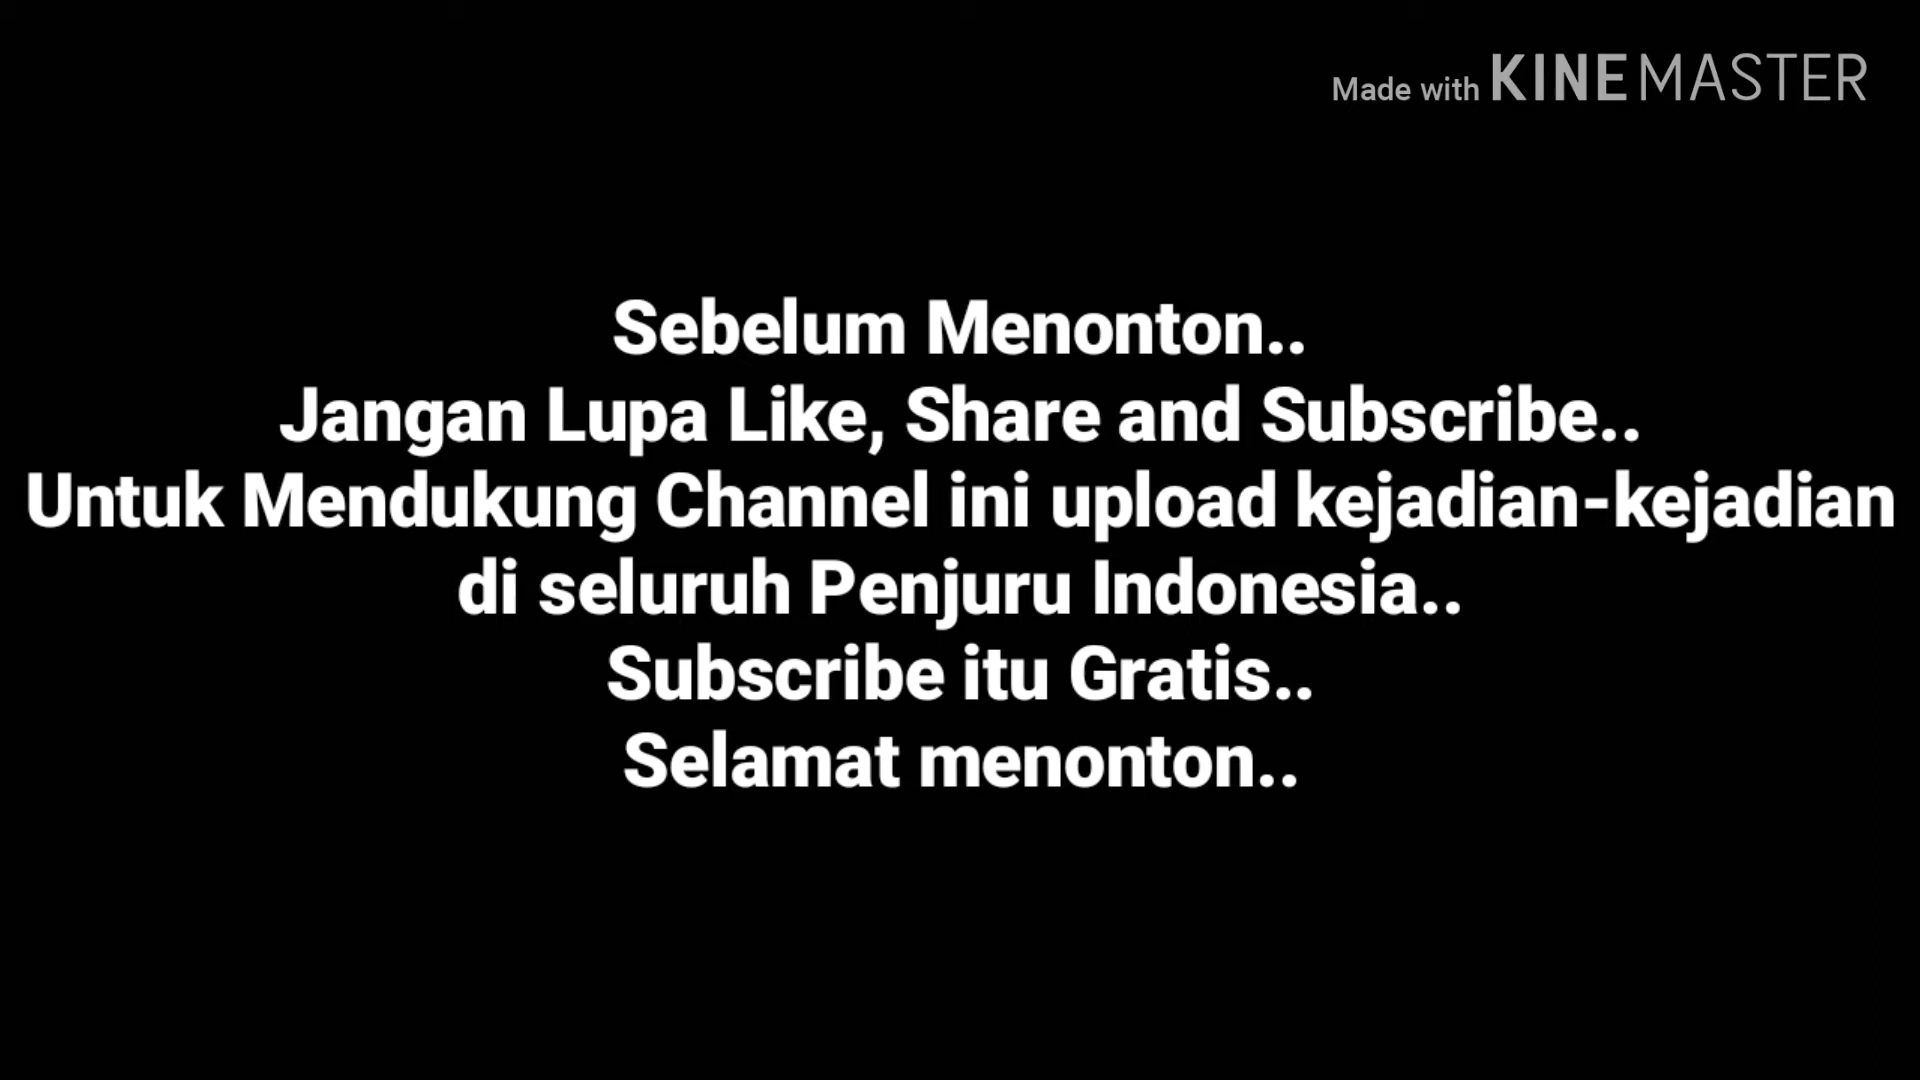 Made with KINEMASTER
Sebelum Menonton..
Jangan Lupa Like, Share and Subscribe..
Untuk Mendukung Channel ini upload kejadian-kejadian
di seluruh Penjuru Indonesia..
Subscribe itu Gratis..
Selamat menonton..